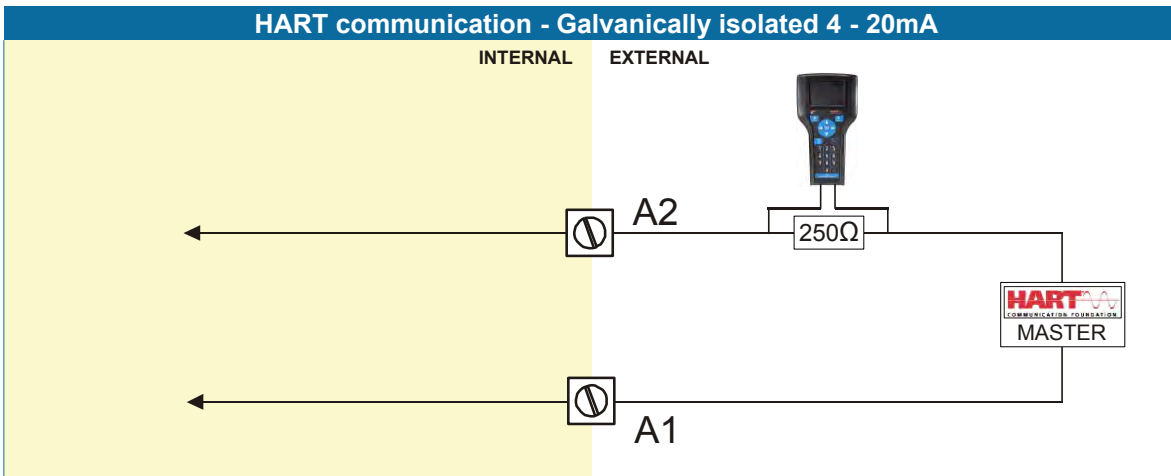 HART communication - Galvanically isolated 4 - 20mA
INTERNAL EXTERNAL
A2
250Ω
HART
COMMUNICATION FOUNDATION
MASTER
A1